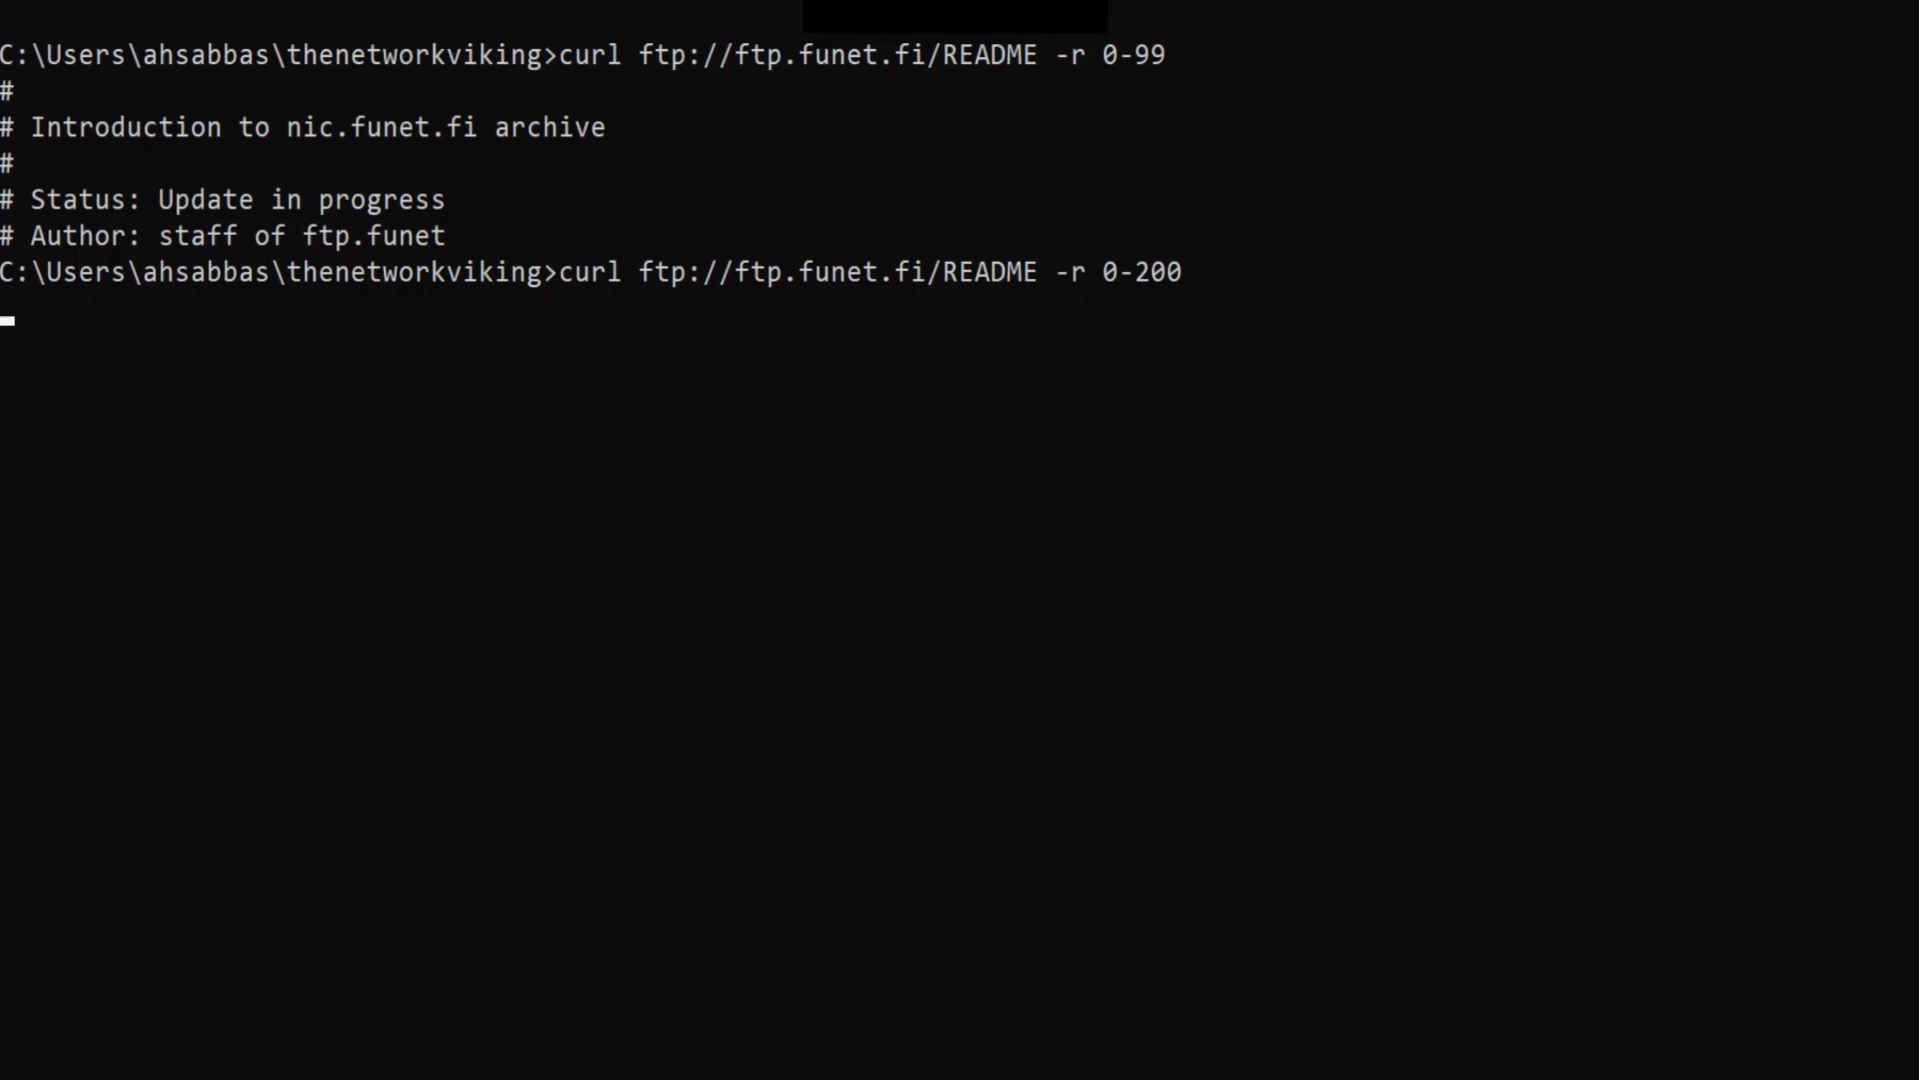 C:\Users\ahsabbas\thenetworkviking>curl ftp://ftp.funet.fi/README -r 0-99
#
# Introduction to nic.funet.fi archive
#
# Status: Update in progress
# Author: staff of ftp.funet
C:\Users\ahsabbas\thenetworkviking>curl ftp://ftp.funet.fi/README -r 0-200